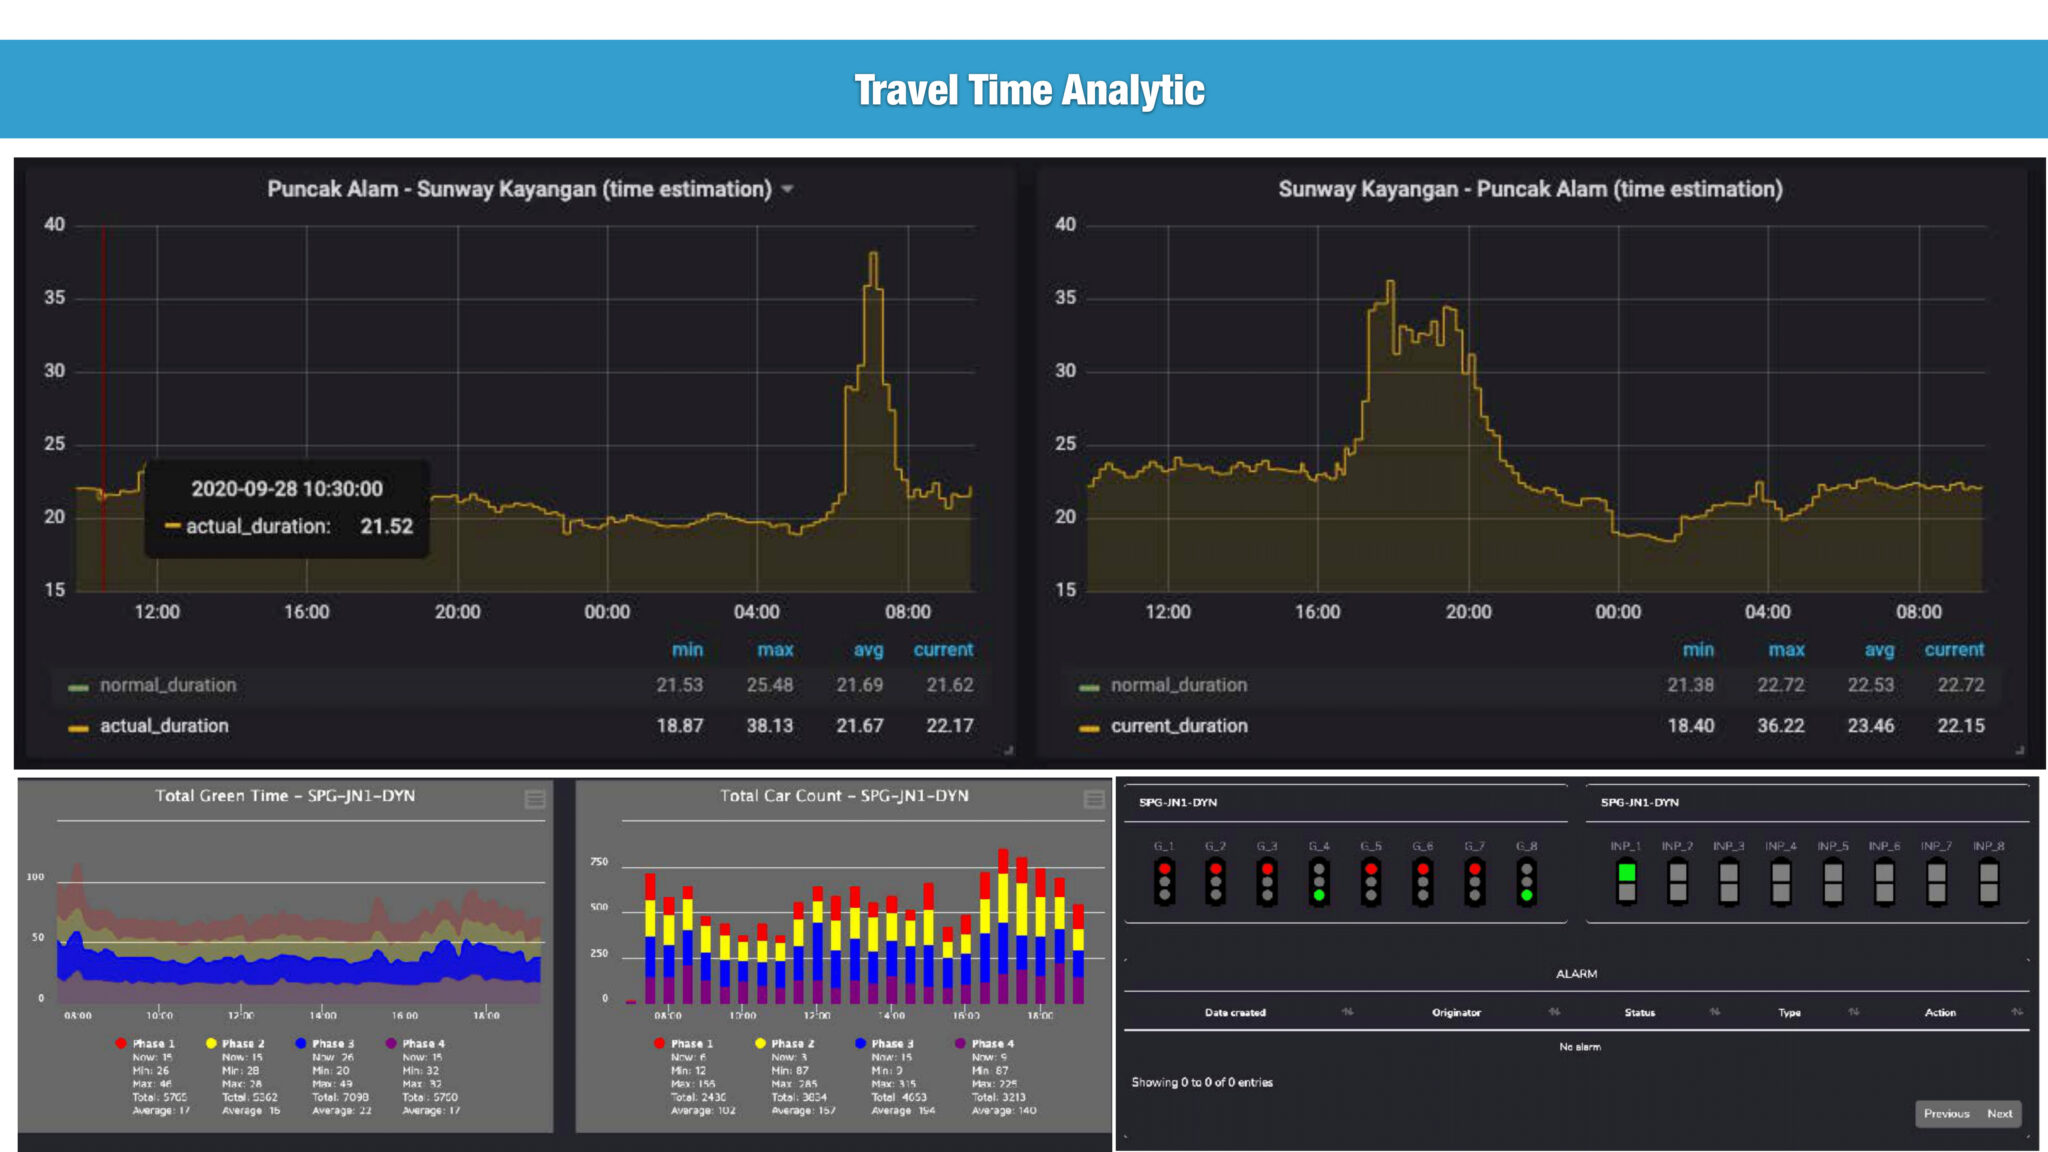 Travel Time Analytic
Puncak Alam - Sunway Kayangan (time estimation)
40
35
30
25
20
15
2020-09-28 10:30:00
actual_duration: 21.52
12:00 16:00 20:00 00:00 04:00 08:00
min max avg current
normal_duration 21.53 25.48 21.69 21.62
actual_duration 18.87 38.13 21.67 22.17
Sunway Kayangan - Puncak Alam (time estimation)
40
35
30
25
20
15
12:00 16:00 20:00 00:00 04:00 08:00
min max avg current
normal_duration 21.38 22.72 22.53 22.72
current_duration 18.40 36.22 23.46 22.15
Total Green Time - SPG-JN1-DYN
100
50
0
08:00 10:00 12:00 14:00 16:00 18:00
Phase 1 Phase 2 Phase 3 Phase 4
Now: 15 Now: 15 Now: 26 Now: 15
Min: 26 Min: 28 Min: 20 Min: 32
Max: 46 Max: 28 Max: 49 Max: 32
Total: 5765 Total: 5362 Total: 7098 Total: 5750
Average: 17 Average: 16 Average: 22 Average: 17
Total Car Count - SPG-JN1-DYN
750
500
250
0
08:00 10:00 12:00 14:00 16:00 18:00
Phase 1 Phase 2 Phase 3 Phase 4
Now: 6 Now: 3 Now: 15 Now: 9
Min: 12 Min: 87 Min: Min: 87
Max: 156 Max: 285 Max: 315 Max: 225
Total: Total: 3834 Total: 4653 Total: 3213
Average: 102 Average: 157 Average: 194 Average: 140
SPG-JN1-DYN
G_1 G_2 G_3 G_4 G_5 G_6 G_7 G_8
SPG-JN1-DYN
INP_1 INP_2 INP_3 INP_4 INP_5 INP_6 INP_7 INP_8
ALARM
Date created Originator Status Type Action
No alarm
Showing 0 to 0 of 0 entries
Previous Next